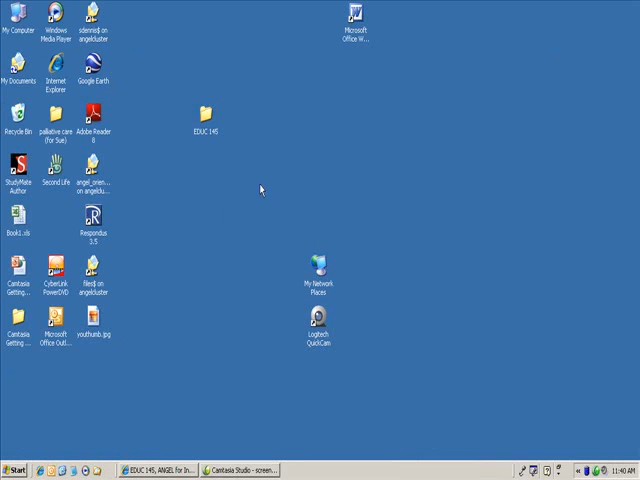 My Computer
Windows
Media Player
sdennis$ on
angelcluster
Microsoft
Office W...
My Documents
Internet
Explorer
Google Earth
Recycle Bin
palliative care
(for Sue)
Adobe Reader
8
EDUC 145
StudyMate
Author
Second Life
angel_orien...
on angelclu...
Book1.xls
Respondus
3.5
Camtasia
Getting...
CyberLink
PowerDVD
files$ on
angelcluster
My Network
Places
Camtasia
Getting ...
Microsoft
Office Outl...
youthumb.jpg
Logitech
QuickCam
Start
EDUC 145, ANGEL for In...
Camtasia Studio - screen...
11:40 AM